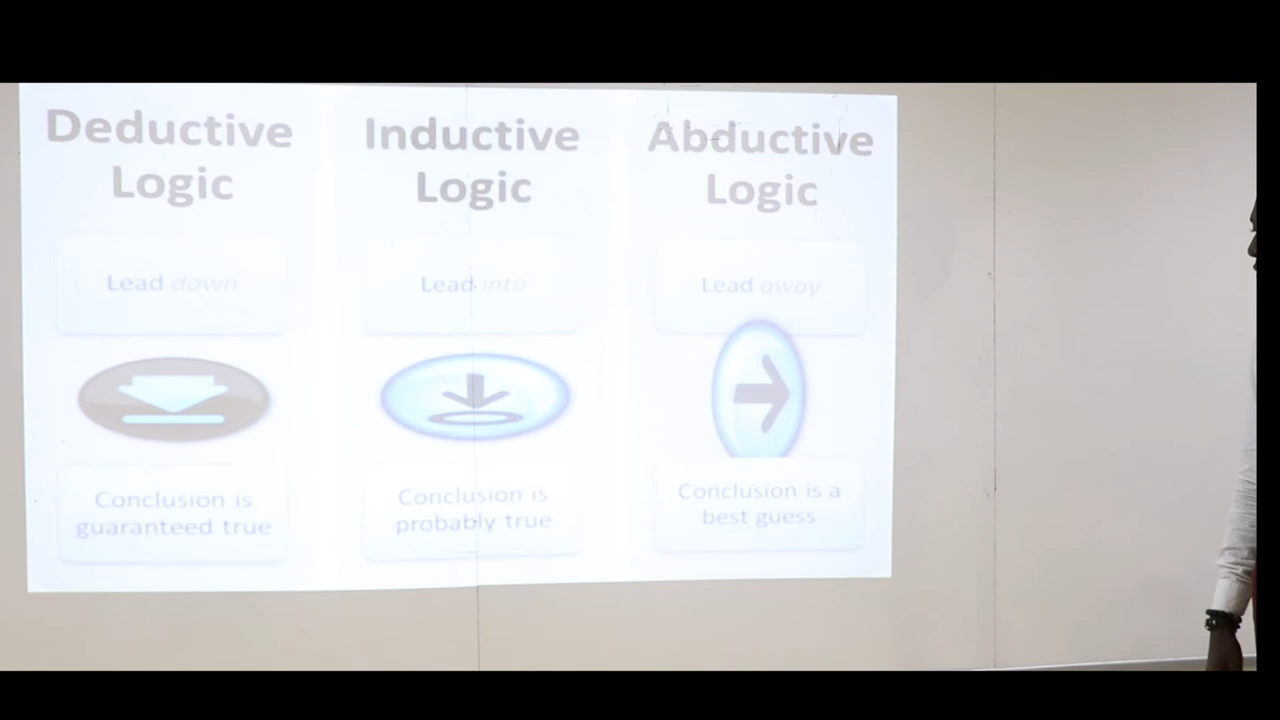 Deductive
Logic
Lead down
Conclusion is
guaranteed true
Inductive
Logic
Lead into
Conclusion is
probably true
Abductive
Logic
Lead away
Conclusion is a
best guess